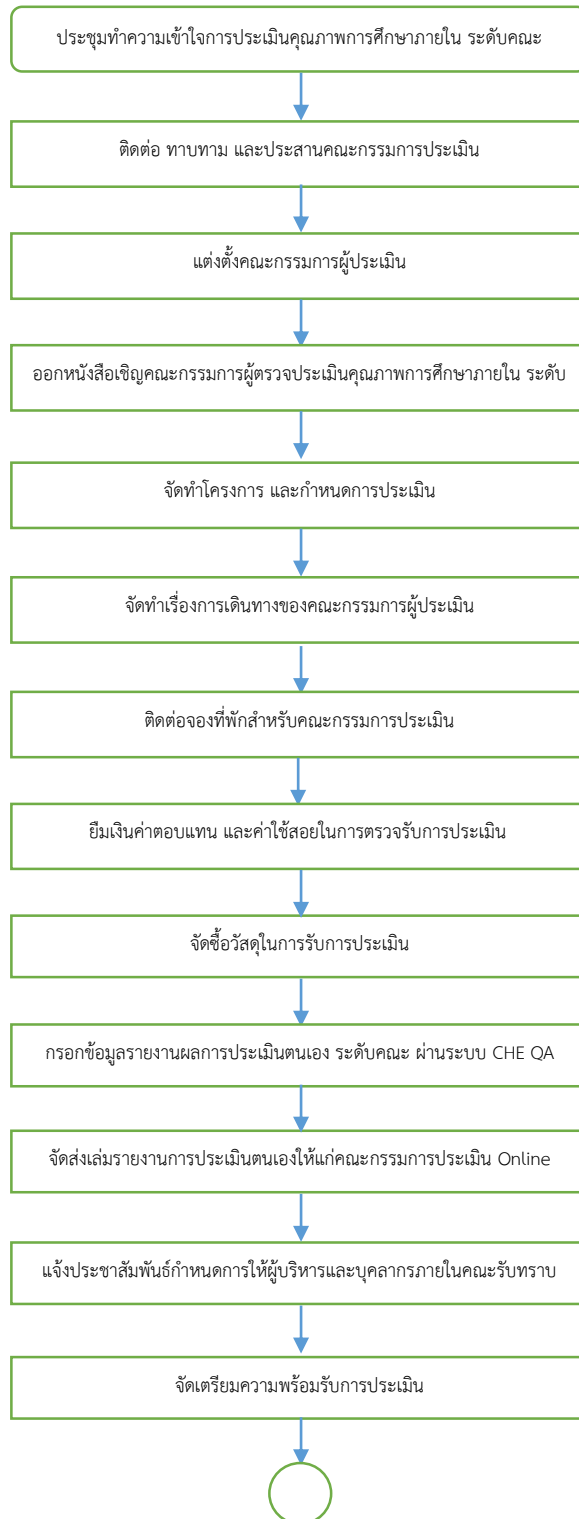 ประชุมทำความเข้าใจการประเมินคุณภาพการศึกษาภายใน ระดับคณะ
ติดต่อ ทาบทาม และประสานคณะกรรมการประเมิน
แต่งตั้งคณะกรรมการผู้ประเมิน
ออกหนังสือเชิญคณะกรรมการผู้ตรวจประเมินคุณภาพการศึกษาภายใน ระดับ
จัดทำโครงการ และกำหนดการประเมิน
จัดทำเรื่องการเดินทางของคณะกรรมการผู้ประเมิน
ติดต่อจองที่พักสำหรับคณะกรรมการประเมิน
ยืมเงินค่าตอบแทน และค่าใช้สอยในการตรวจรับการประเมิน
จัดซื้อวัสดุในการรับการประเมิน
กรอกข้อมูลรายงานผลการประเมินตนเอง ระดับคณะ ผ่านระบบ CHE QA
จัดส่งเล่มรายงานการประเมินตนเองให้แก่คณะกรรมการประเมิน Online
แจ้งประชาสัมพันธ์กำหนดการให้ผู้บริหารและบุคลากรภายในคณะรับทราบ
จัดเตรียมความพร้อมรับการประเมิน